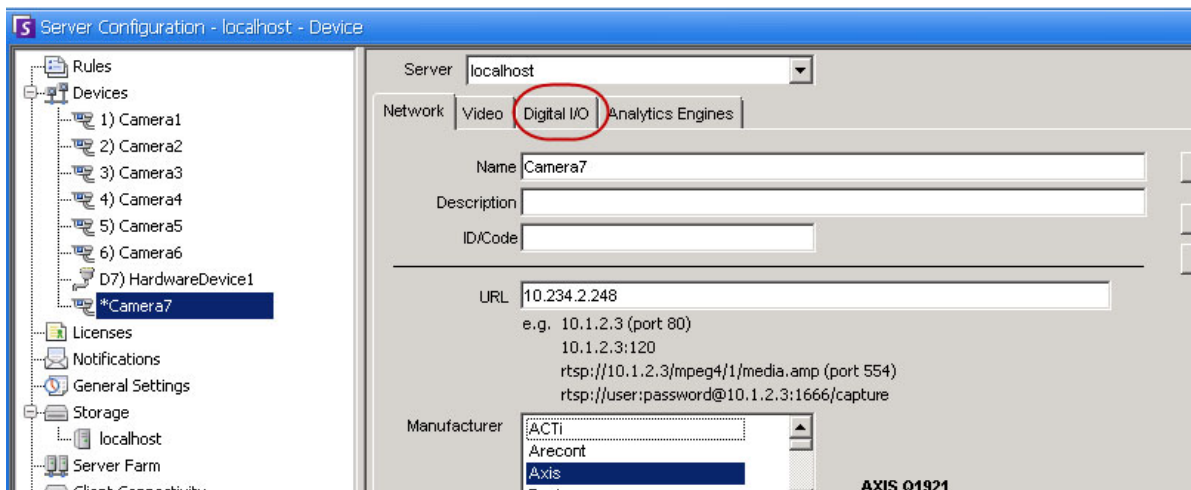 Server Configuration - localhost - Device
Rules
Devices
1) Camera1
2) Camera2
3) Camera3
4) Camera4
5) Camera5
6) Camera6
D7) HardwareDevice1
*Camera7
Licenses
Notifications
General Settings
Storage
localhost
Server Farm
Client Connectivity
Server localhost
Network Video Digital I/O Analytics Engines
Name Camera7
Description
ID/Code
URL 10.234.2.248
e.g. 10.1.2.3 (port 80)
10.1.2.3:120
rtsp://10.1.2.3/mpeg4/1/media.amp (port 554)
rtsp://user:password@10.1.2.3:1666/capture
Manufacturer ACTi
Arecont
Axis
AXIS Q1921